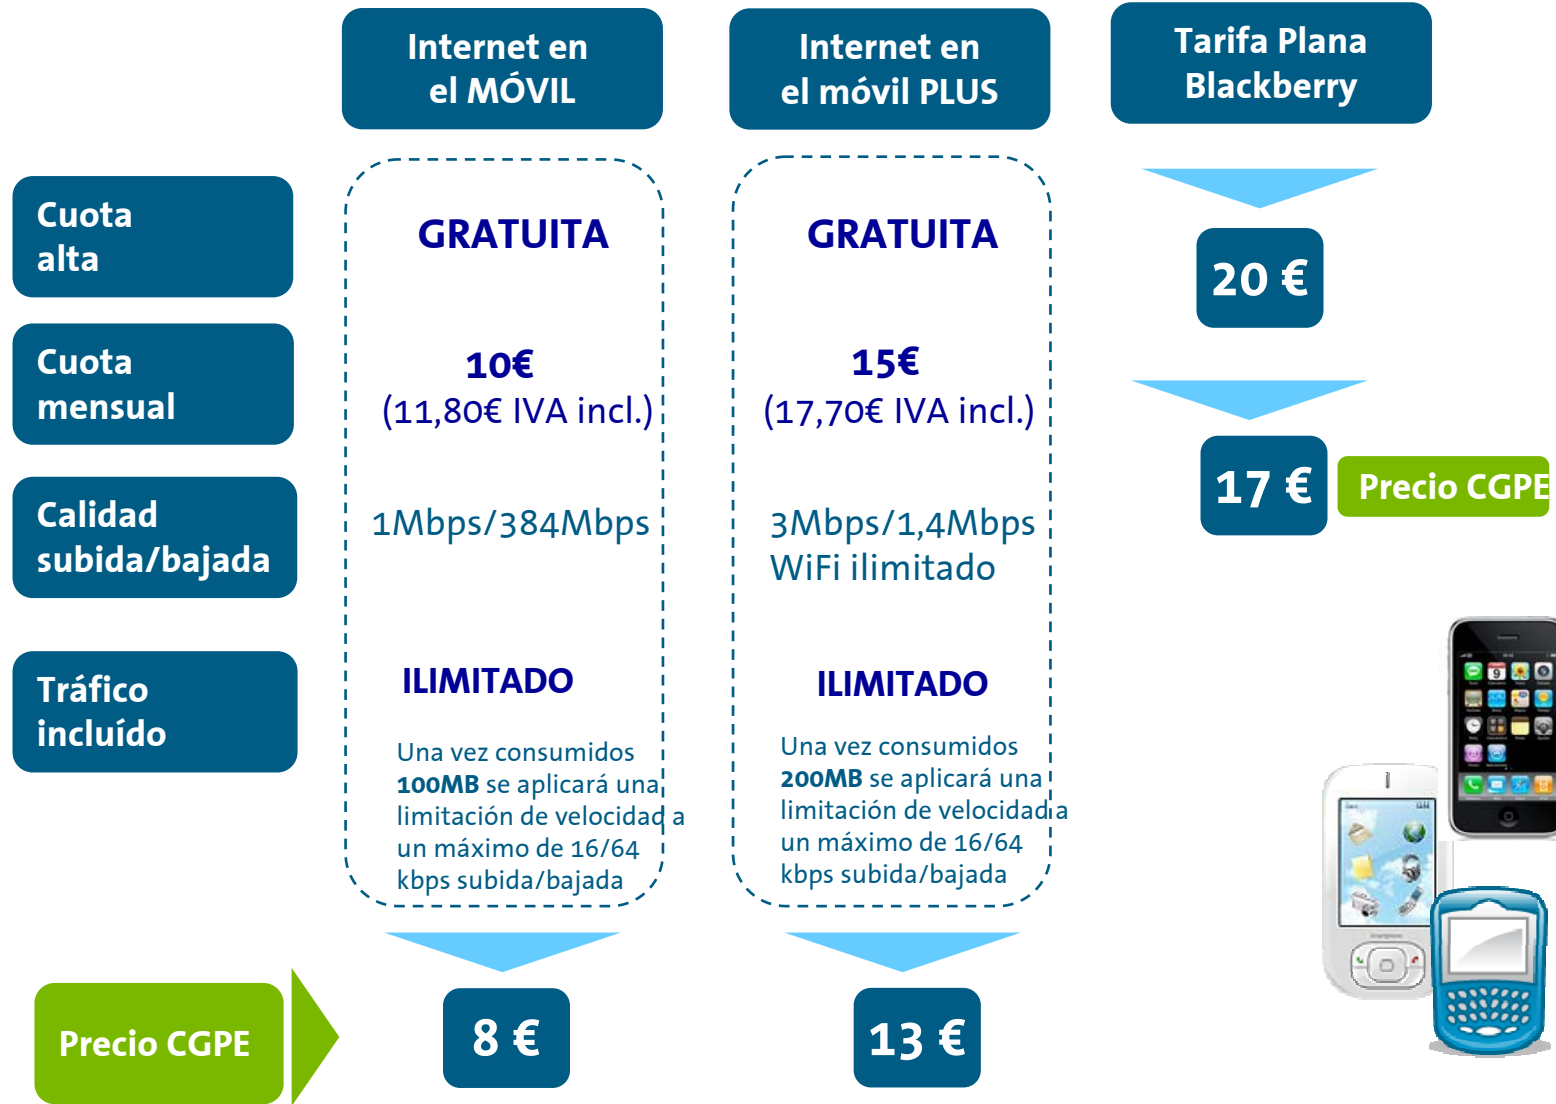 Internet en
el MÓVIL
Internet en
el móvil PLUS
Tarifa Plana
Blackberry
Cuota
alta
GRATUITA
GRATUITA
20 €
Cuota
mensual
10€
(11,80€ IVA incl.)
15€
(17,70€ IVA incl.)
17 €
Precio CGPE
Calidad
subida/bajada
1Mbps/384Mbps
3Mbps/1,4Mbps
WiFi ilimitado
Tráfico
incluído
ILIMITADO
Una vez consumidos
100MB se aplicará una
limitación de velocidad a
un máximo de 16/64
kbps subida/bajada
ILIMITADO
Una vez consumidos
200MB se aplicará una
limitación de velocidad a
un máximo de 16/64
kbps subida/bajada
Precio CGPE
8 €
13 €